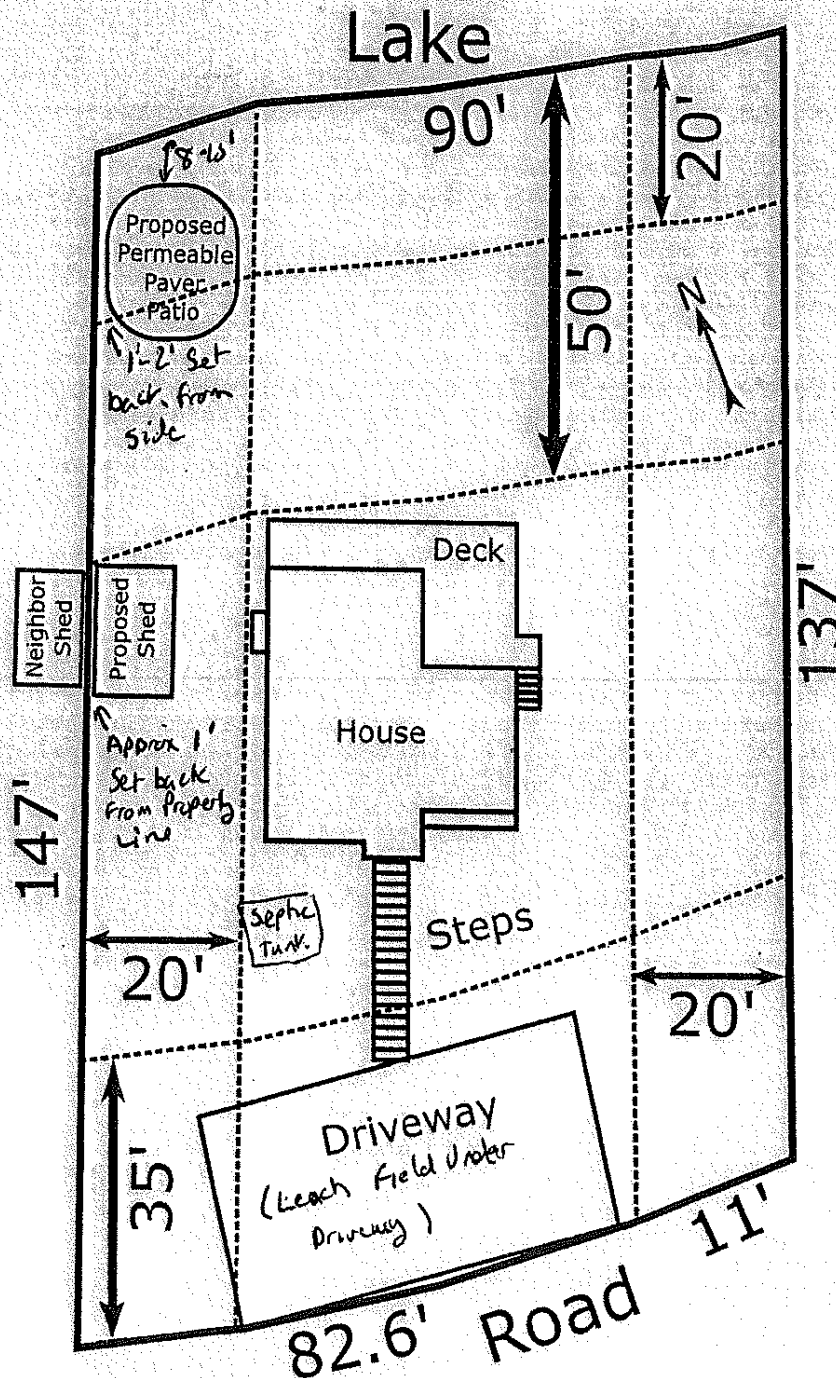 Lake
90'
20'
8-10'
Proposed
Permeable
Paver
Patio
50'
N
1'-2' Set
back from
side
Deck
Neighbor
Shed
Proposed
Shed
137'
House
Approx 1'
Set back
From Property
Line
147'
Septic
Tank.
Steps
20'
20'
35'
Driveway
(Leach Field Under
Driveway)
11'
82.6'
Road